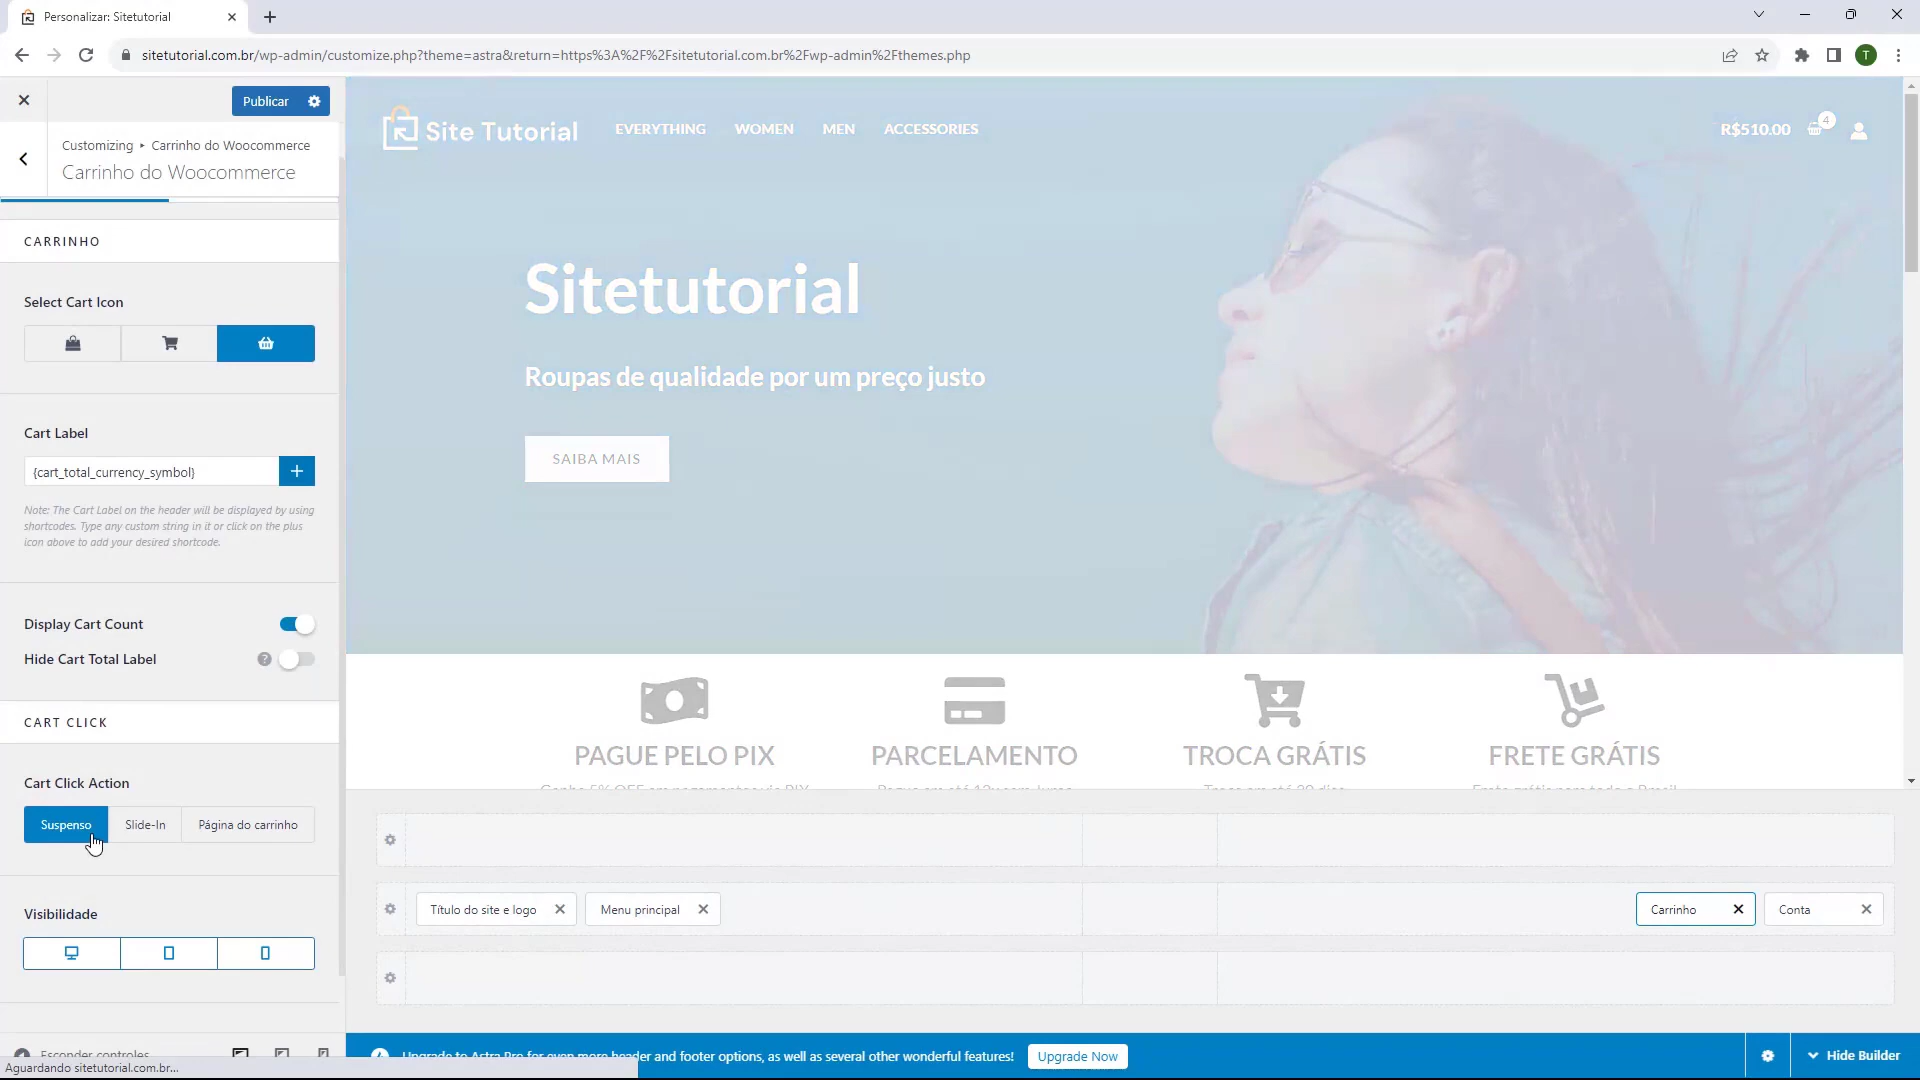 Personalizar: Sitetutorial
sitetutorial.com.br/wp-admin/customize.php?theme=astra&return=https%3A%2F%2Fsitetutorial.com.br%2Fwp-admin%2Fthemes.php
T
Publicar
Customizing ▸ Carrinho do Woocommerce
Carrinho do Woocommerce
CARRINHO
Select Cart Icon
Cart Label
{cart_total_currency_symbol}
Note: The Cart Label on the header will be displayed by using
shortcodes. Type any custom string in it or click on the plus
icon above to add your desired shortcode.
Display Cart Count
Hide Cart Total Label
?
CART CLICK
Cart Click Action
Suspenso
Slide-In
Página do carrinho
Visibilidade
Esconder controles
Aguardando sitetutorial.com.br...
Site Tutorial
EVERYTHING WOMEN MEN ACCESSORIES
R$510.00
4
Sitetutorial
Roupas de qualidade por um preço justo
SAIBA MAIS
PAGUE PELO PIX
PARCELAMENTO
TROCA GRÁTIS
FRETE GRÁTIS
Título do site e logo
Menu principal
Carrinho
Conta
Upgrade to Astra Pro for even more header and footer options, as well as several other wonderful features!
Upgrade Now
Hide Builder